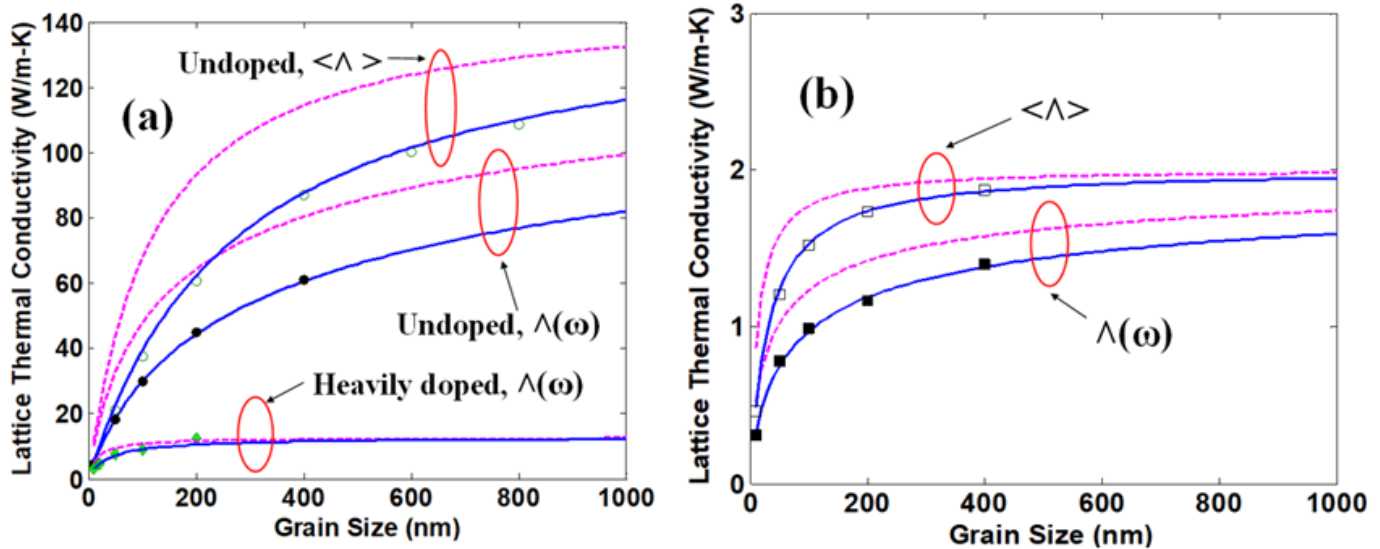 Lattice Thermal Conductivity (W/m-K)
140
120
100
80
60
40
20
0
(a)
Undoped, <Λ>
Undoped, Λ(ω)
Heavily doped, Λ(ω)
0 200 400 600 800 1000
Grain Size (nm)
Lattice Thermal Conductivity (W/m-K)
3
2
1
0
(b)
<Λ>
Λ(ω)
0 200 400 600 800 1000
Grain Size (nm)